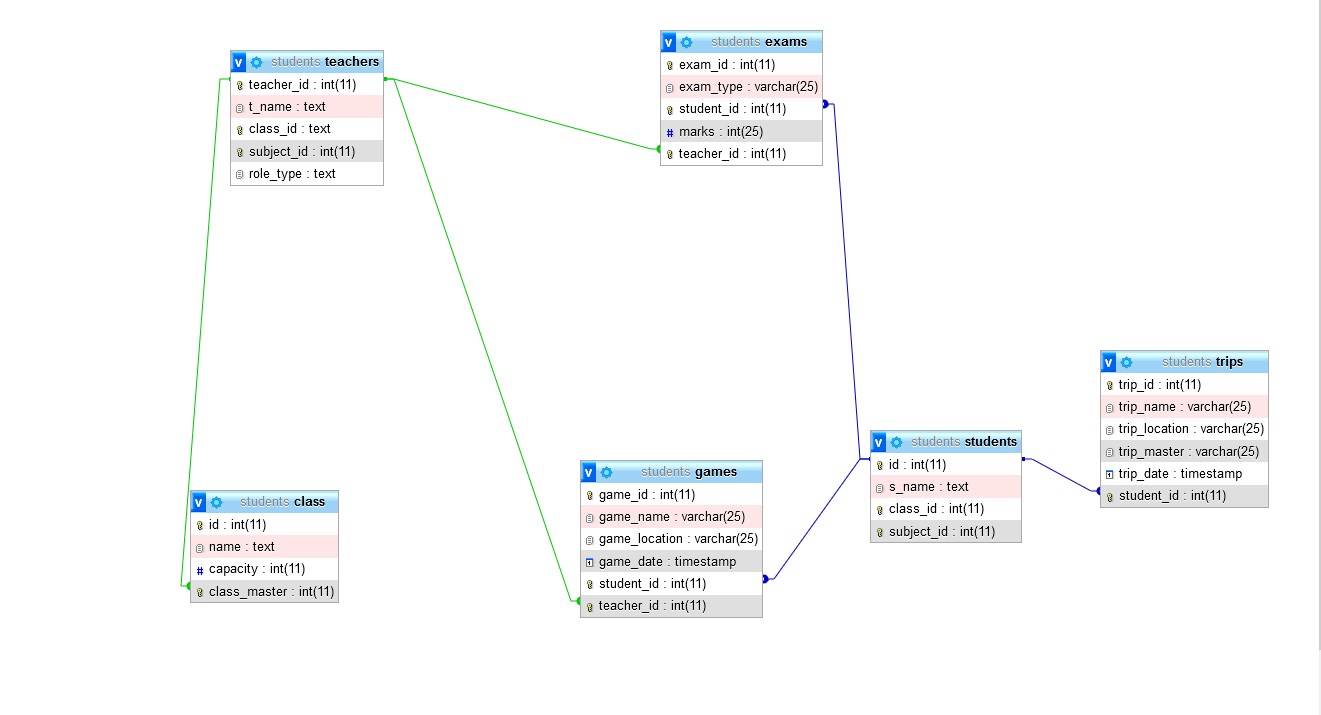 v students teachers
teacher_id : int(11)
t_name : text
class_id : text
subject_id : int(11)
role_type : text
v students exams
exam_id : int(11)
exam_type : varchar(25)
student_id : int(11)
# marks : int(25)
teacher_id : int(11)
v students trips
trip_id : int(11)
trip_name : varchar(25)
trip_location : varchar(25)
trip_master : varchar(25)
trip_date : timestamp
student_id : int(11)
v students students
id : int(11)
s_name : text
class_id : int(11)
subject_id : int(11)
v students games
game_id : int(11)
game_name : varchar(25)
game_location : varchar(25)
game_date : timestamp
student_id : int(11)
teacher_id : int(11)
v students class
id : int(11)
name : text
# capacity : int(11)
class_master : int(11)